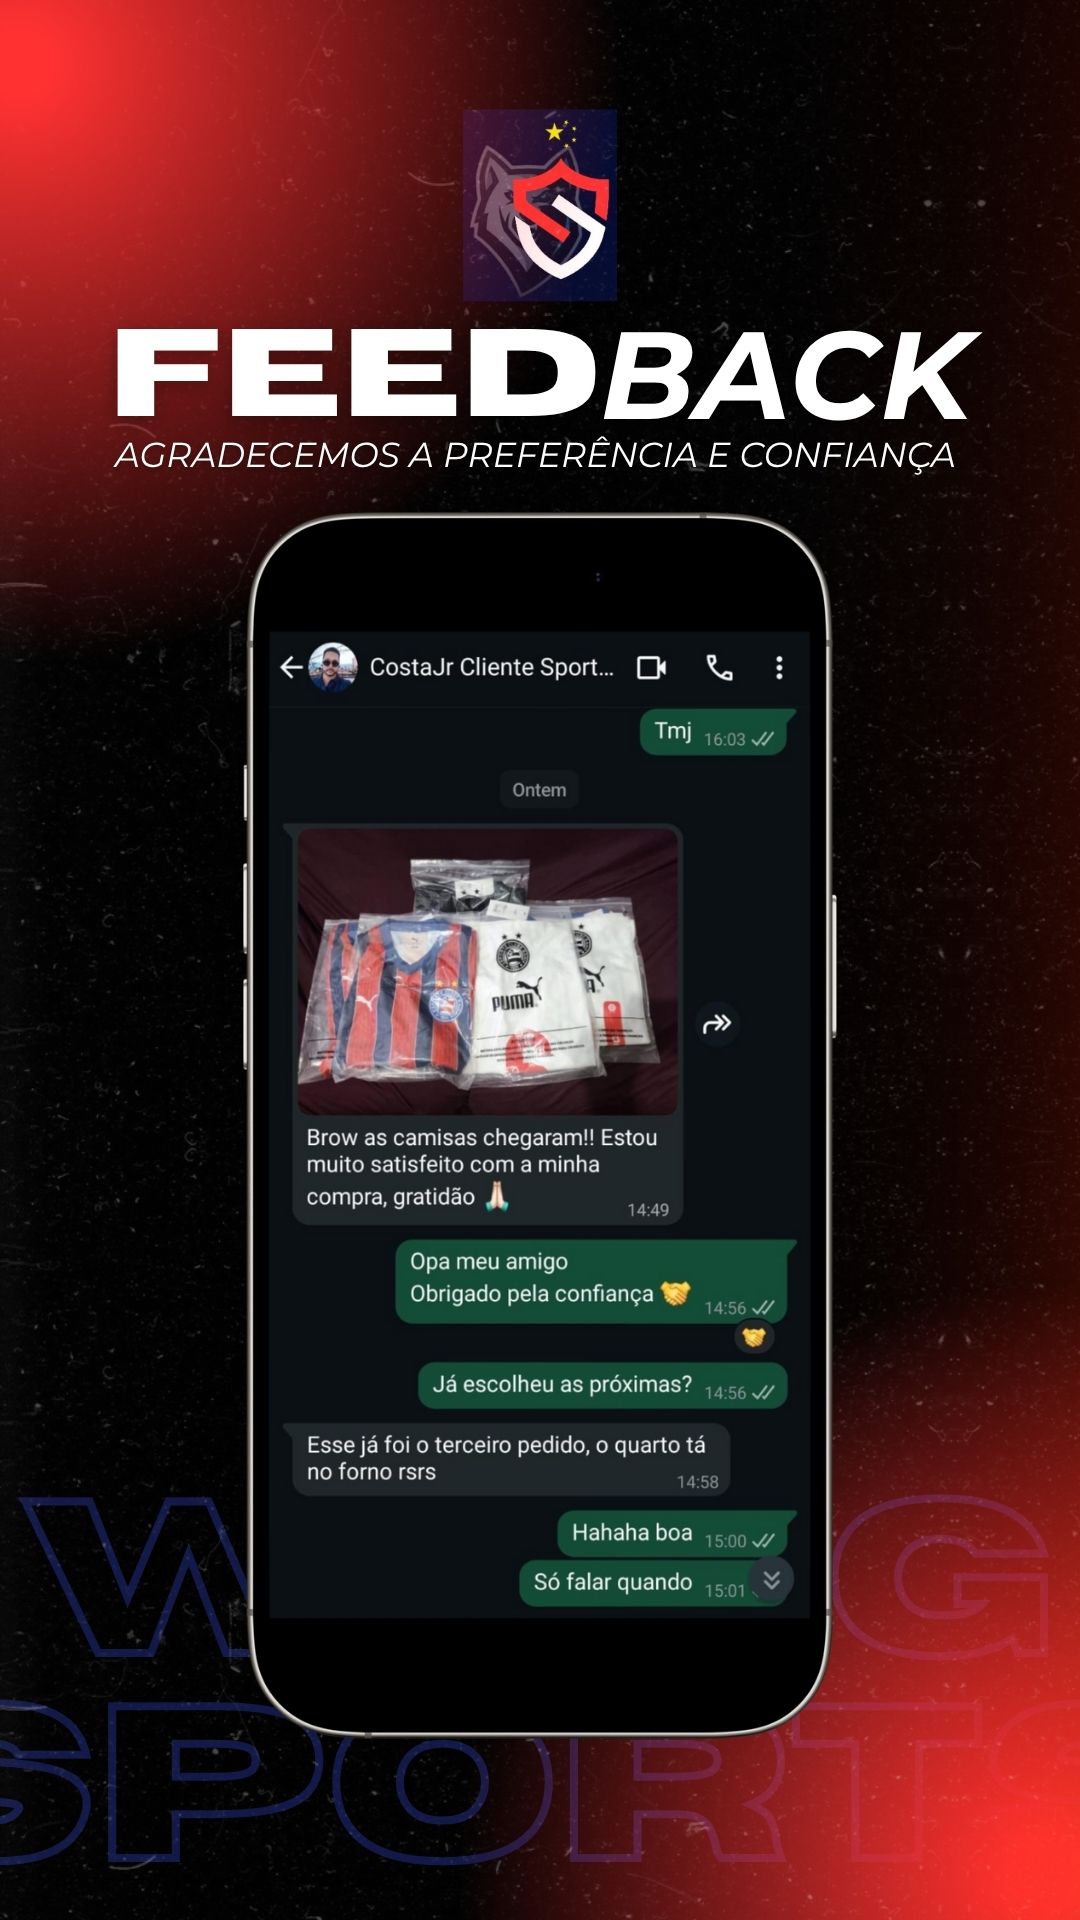 FEEDBACK
AGRADECEMOS A PREFERÊNCIA E CONFIANÇA
CostaJr Cliente Sport...
Tmj 16:03
Ontem
PUMA
Brow as camisas chegaram!! Estou
muito satisfeito com a minha
compra, gratidão 🙏🏻
14:49
Opa meu amigo
Obrigado pela confiança 🤝 14:56
🤝
Já escolheu as próximas? 14:56
Esse já foi o terceiro pedido, o quarto tá
no forno rsrs 14:58
Hahaha boa 15:00
Só falar quando 15:01
SPORTS